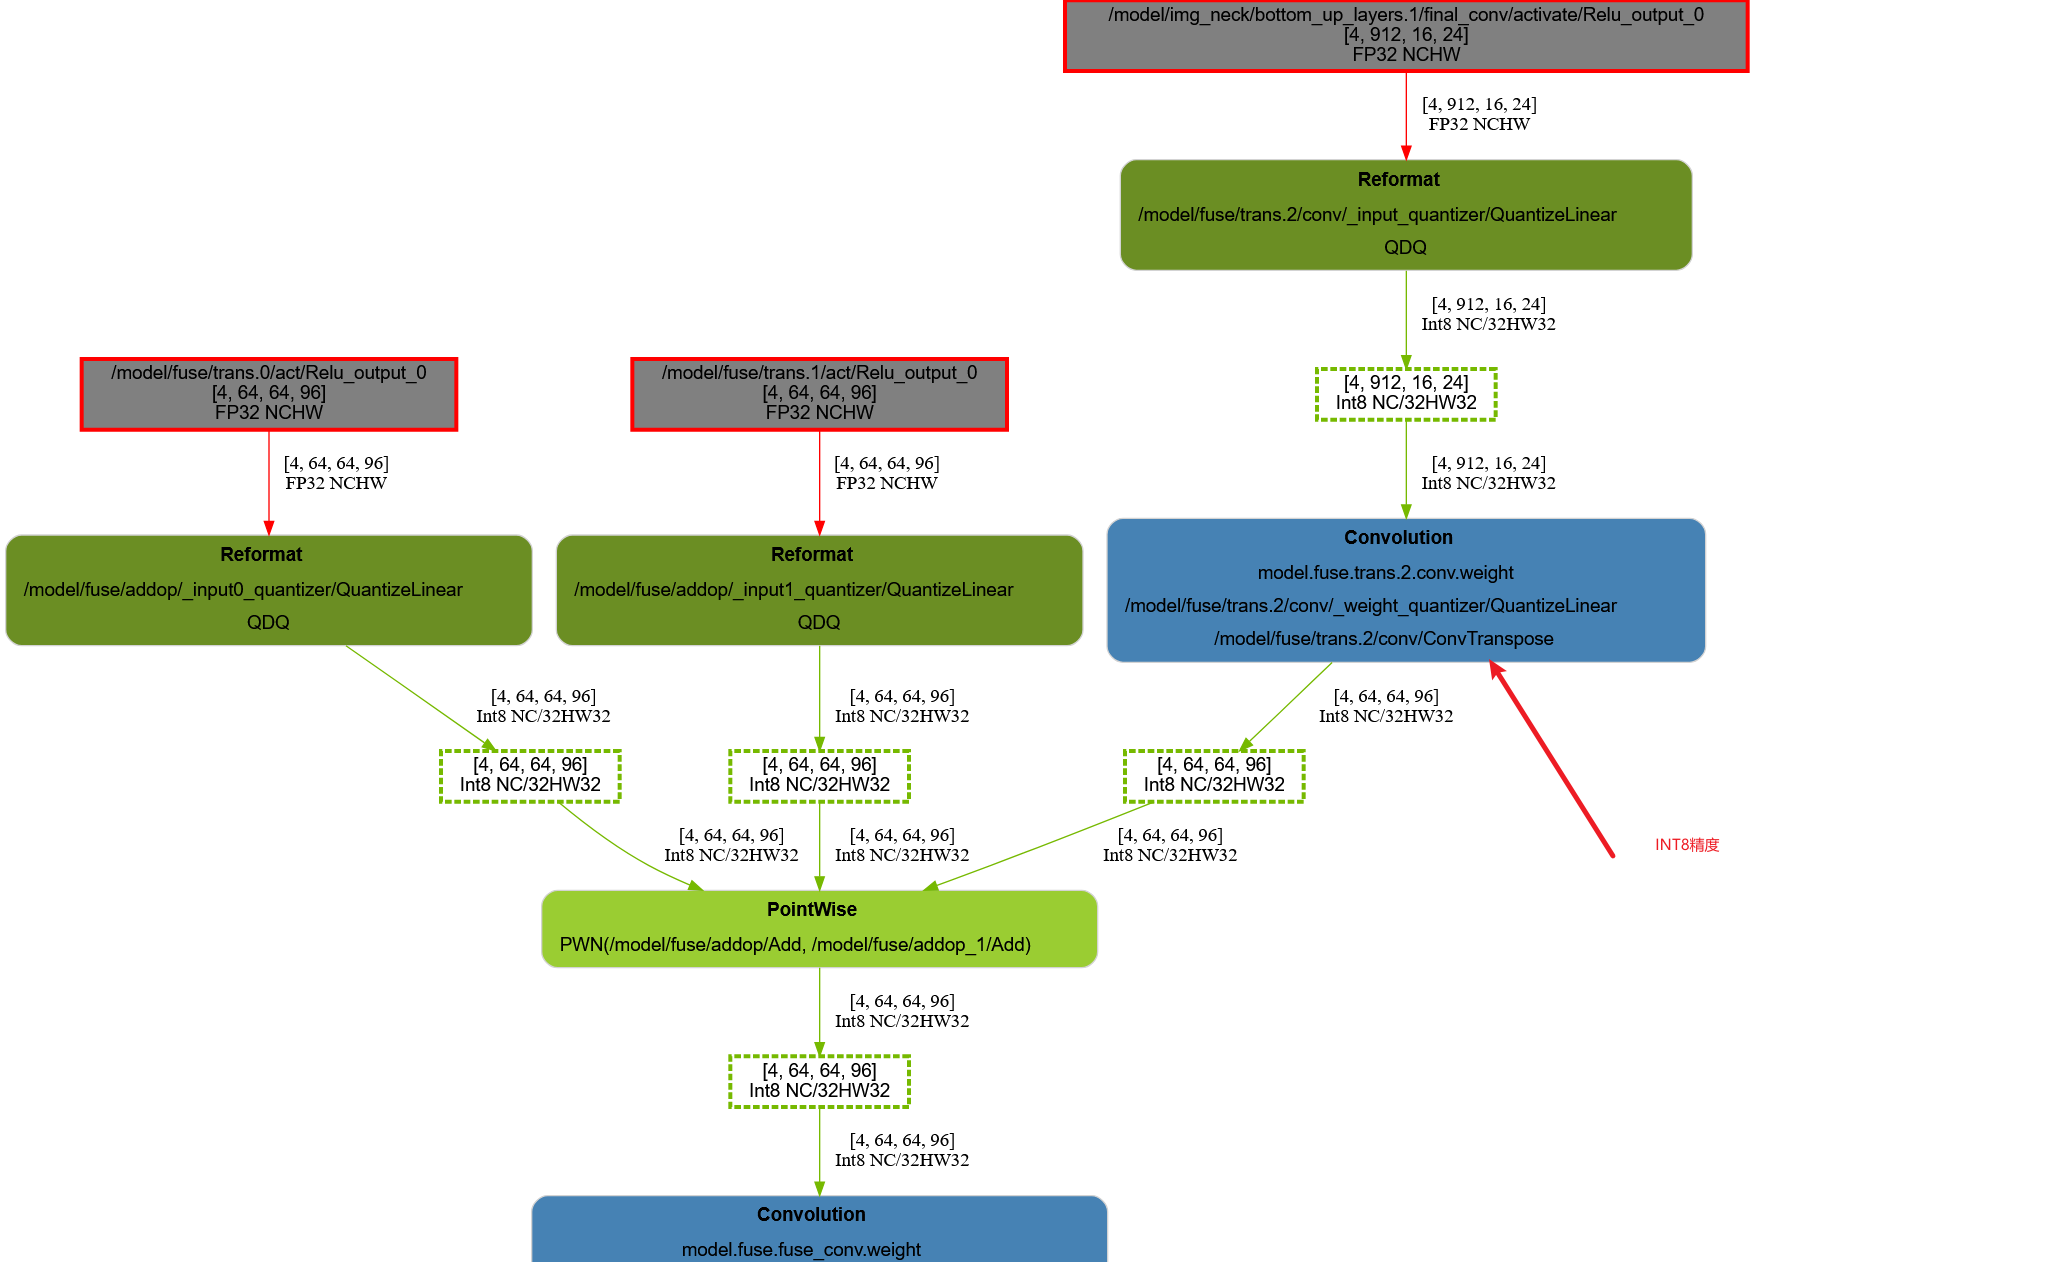 /model/img_neck/bottom_up_layers.1/final_conv/activate/Relu_output_0
[4, 912, 16, 24]
FP32 NCHW
[4, 912, 16, 24]
FP32 NCHW
Reformat
/model/fuse/trans.2/conv/_input_quantizer/QuantizeLinear
QDQ
[4, 912, 16, 24]
Int8 NC/32HW32
[4, 912, 16, 24]
Int8 NC/32HW32
[4, 912, 16, 24]
Int8 NC/32HW32
/model/fuse/trans.0/act/Relu_output_0
[4, 64, 64, 96]
FP32 NCHW
[4, 64, 64, 96]
FP32 NCHW
/model/fuse/trans.1/act/Relu_output_0
[4, 64, 64, 96]
FP32 NCHW
[4, 64, 64, 96]
FP32 NCHW
Reformat
/model/fuse/addop/_input0_quantizer/QuantizeLinear
QDQ
Reformat
/model/fuse/addop/_input1_quantizer/QuantizeLinear
QDQ
Convolution
model.fuse.trans.2.conv.weight
/model/fuse/trans.2/conv/_weight_quantizer/QuantizeLinear
/model/fuse/trans.2/conv/ConvTranspose
[4, 64, 64, 96]
Int8 NC/32HW32
[4, 64, 64, 96]
Int8 NC/32HW32
[4, 64, 64, 96]
Int8 NC/32HW32
[4, 64, 64, 96]
Int8 NC/32HW32
[4, 64, 64, 96]
Int8 NC/32HW32
[4, 64, 64, 96]
Int8 NC/32HW32
[4, 64, 64, 96]
Int8 NC/32HW32
[4, 64, 64, 96]
Int8 NC/32HW32
[4, 64, 64, 96]
Int8 NC/32HW32
INT8精度
PointWise
PWN(/model/fuse/addop/Add, /model/fuse/addop_1/Add)
[4, 64, 64, 96]
Int8 NC/32HW32
[4, 64, 64, 96]
Int8 NC/32HW32
[4, 64, 64, 96]
Int8 NC/32HW32
Convolution
model.fuse.fuse_conv.weight